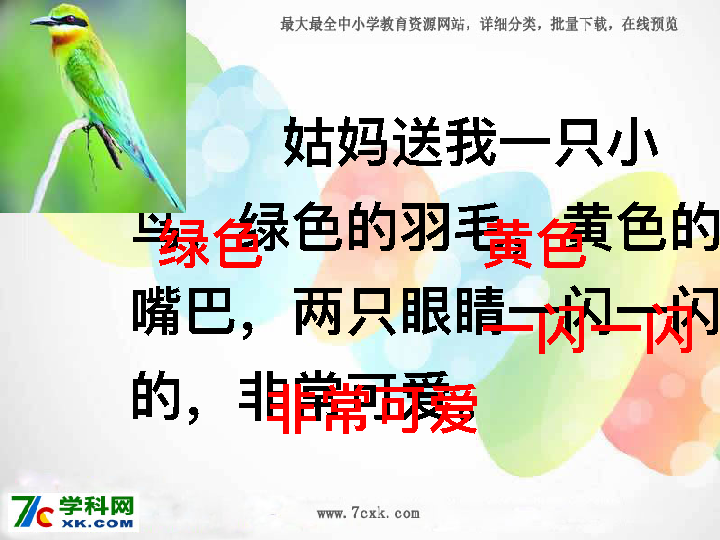 最大最全中小学教育资源网站，详细分类，批量下载，在线预览
姑妈送我一只小
鸟，绿色的羽毛，黄色的
绿色 黄色
嘴巴，两只眼睛一闪一闪
一闪一闪
的，非常可爱。
非常可爱
7c学科网
XK.COM
www.7cxk.com